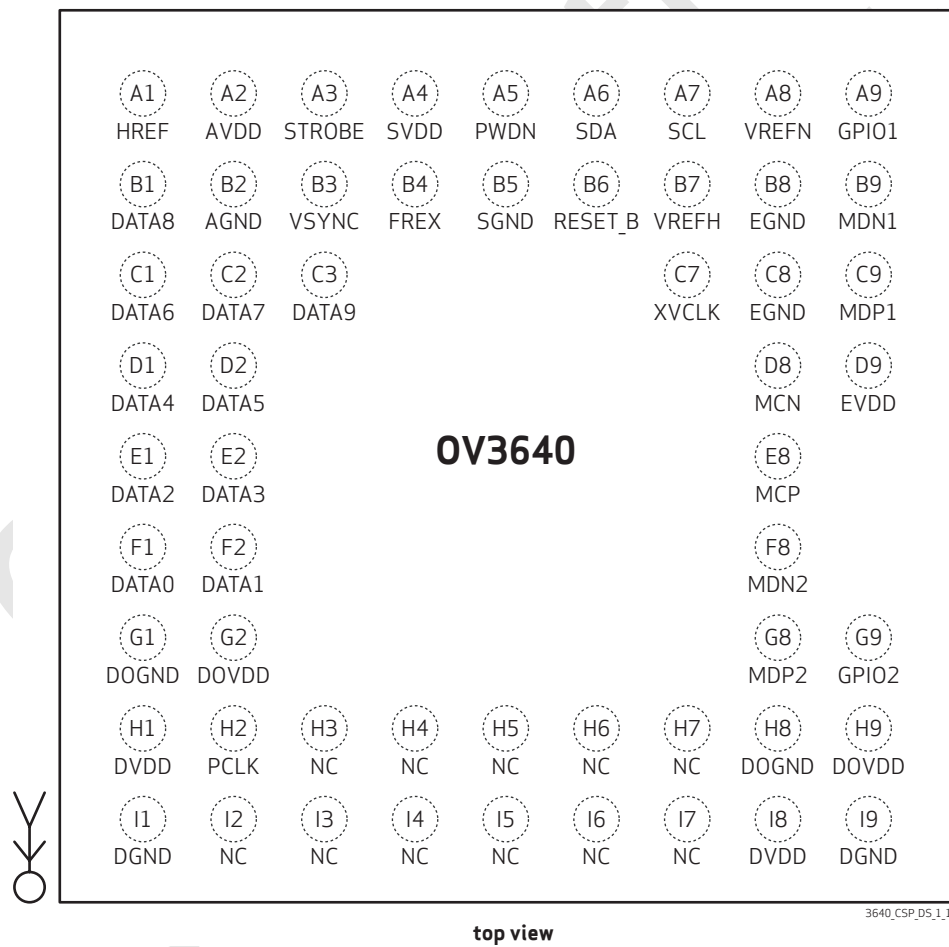 A1 A2 A3 A4 A5 A6 A7 A8 A9
HREF AVDD STROBE SVDD PWDN SDA SCL VREFN GPIO1
B1 B2 B3 B4 B5 B6 B7 B8 B9
DATA8 AGND VSYNC FREX SGND RESET_B VREFH EGND MDN1
C1 C2 C3 C7 C8 C9
DATA6 DATA7 DATA9 XVCLK EGND MDP1
D1 D2 D8 D9
DATA4 DATA5 MCN EVDD
OV3640
E1 E2 E8
DATA2 DATA3 MCP
F1 F2 F8
DATA0 DATA1 MDN2
G1 G2 G8 G9
DOGND DOVDD MDP2 GPIO2
H1 H2 H3 H4 H5 H6 H7 H8 H9
DVDD PCLK NC NC NC NC NC DOGND DOVDD
I1 I2 I3 I4 I5 I6 I7 I8 I9
DGND NC NC NC NC NC NC DVDD DGND
3640_CSP_DS_1_1
top view